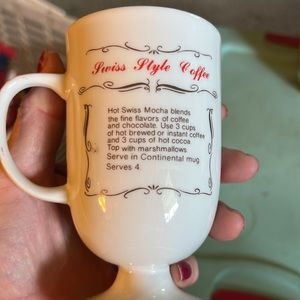 Swiss Style Coffee
Hot Swiss Mocha blends
the fine flavors of coffee
and chocolate. Use 3 cups
of hot brewed or instant coffee
and 3 cups of hot cocoa
Top with marshmallows
Serve in Continental mug.
Serves 4.